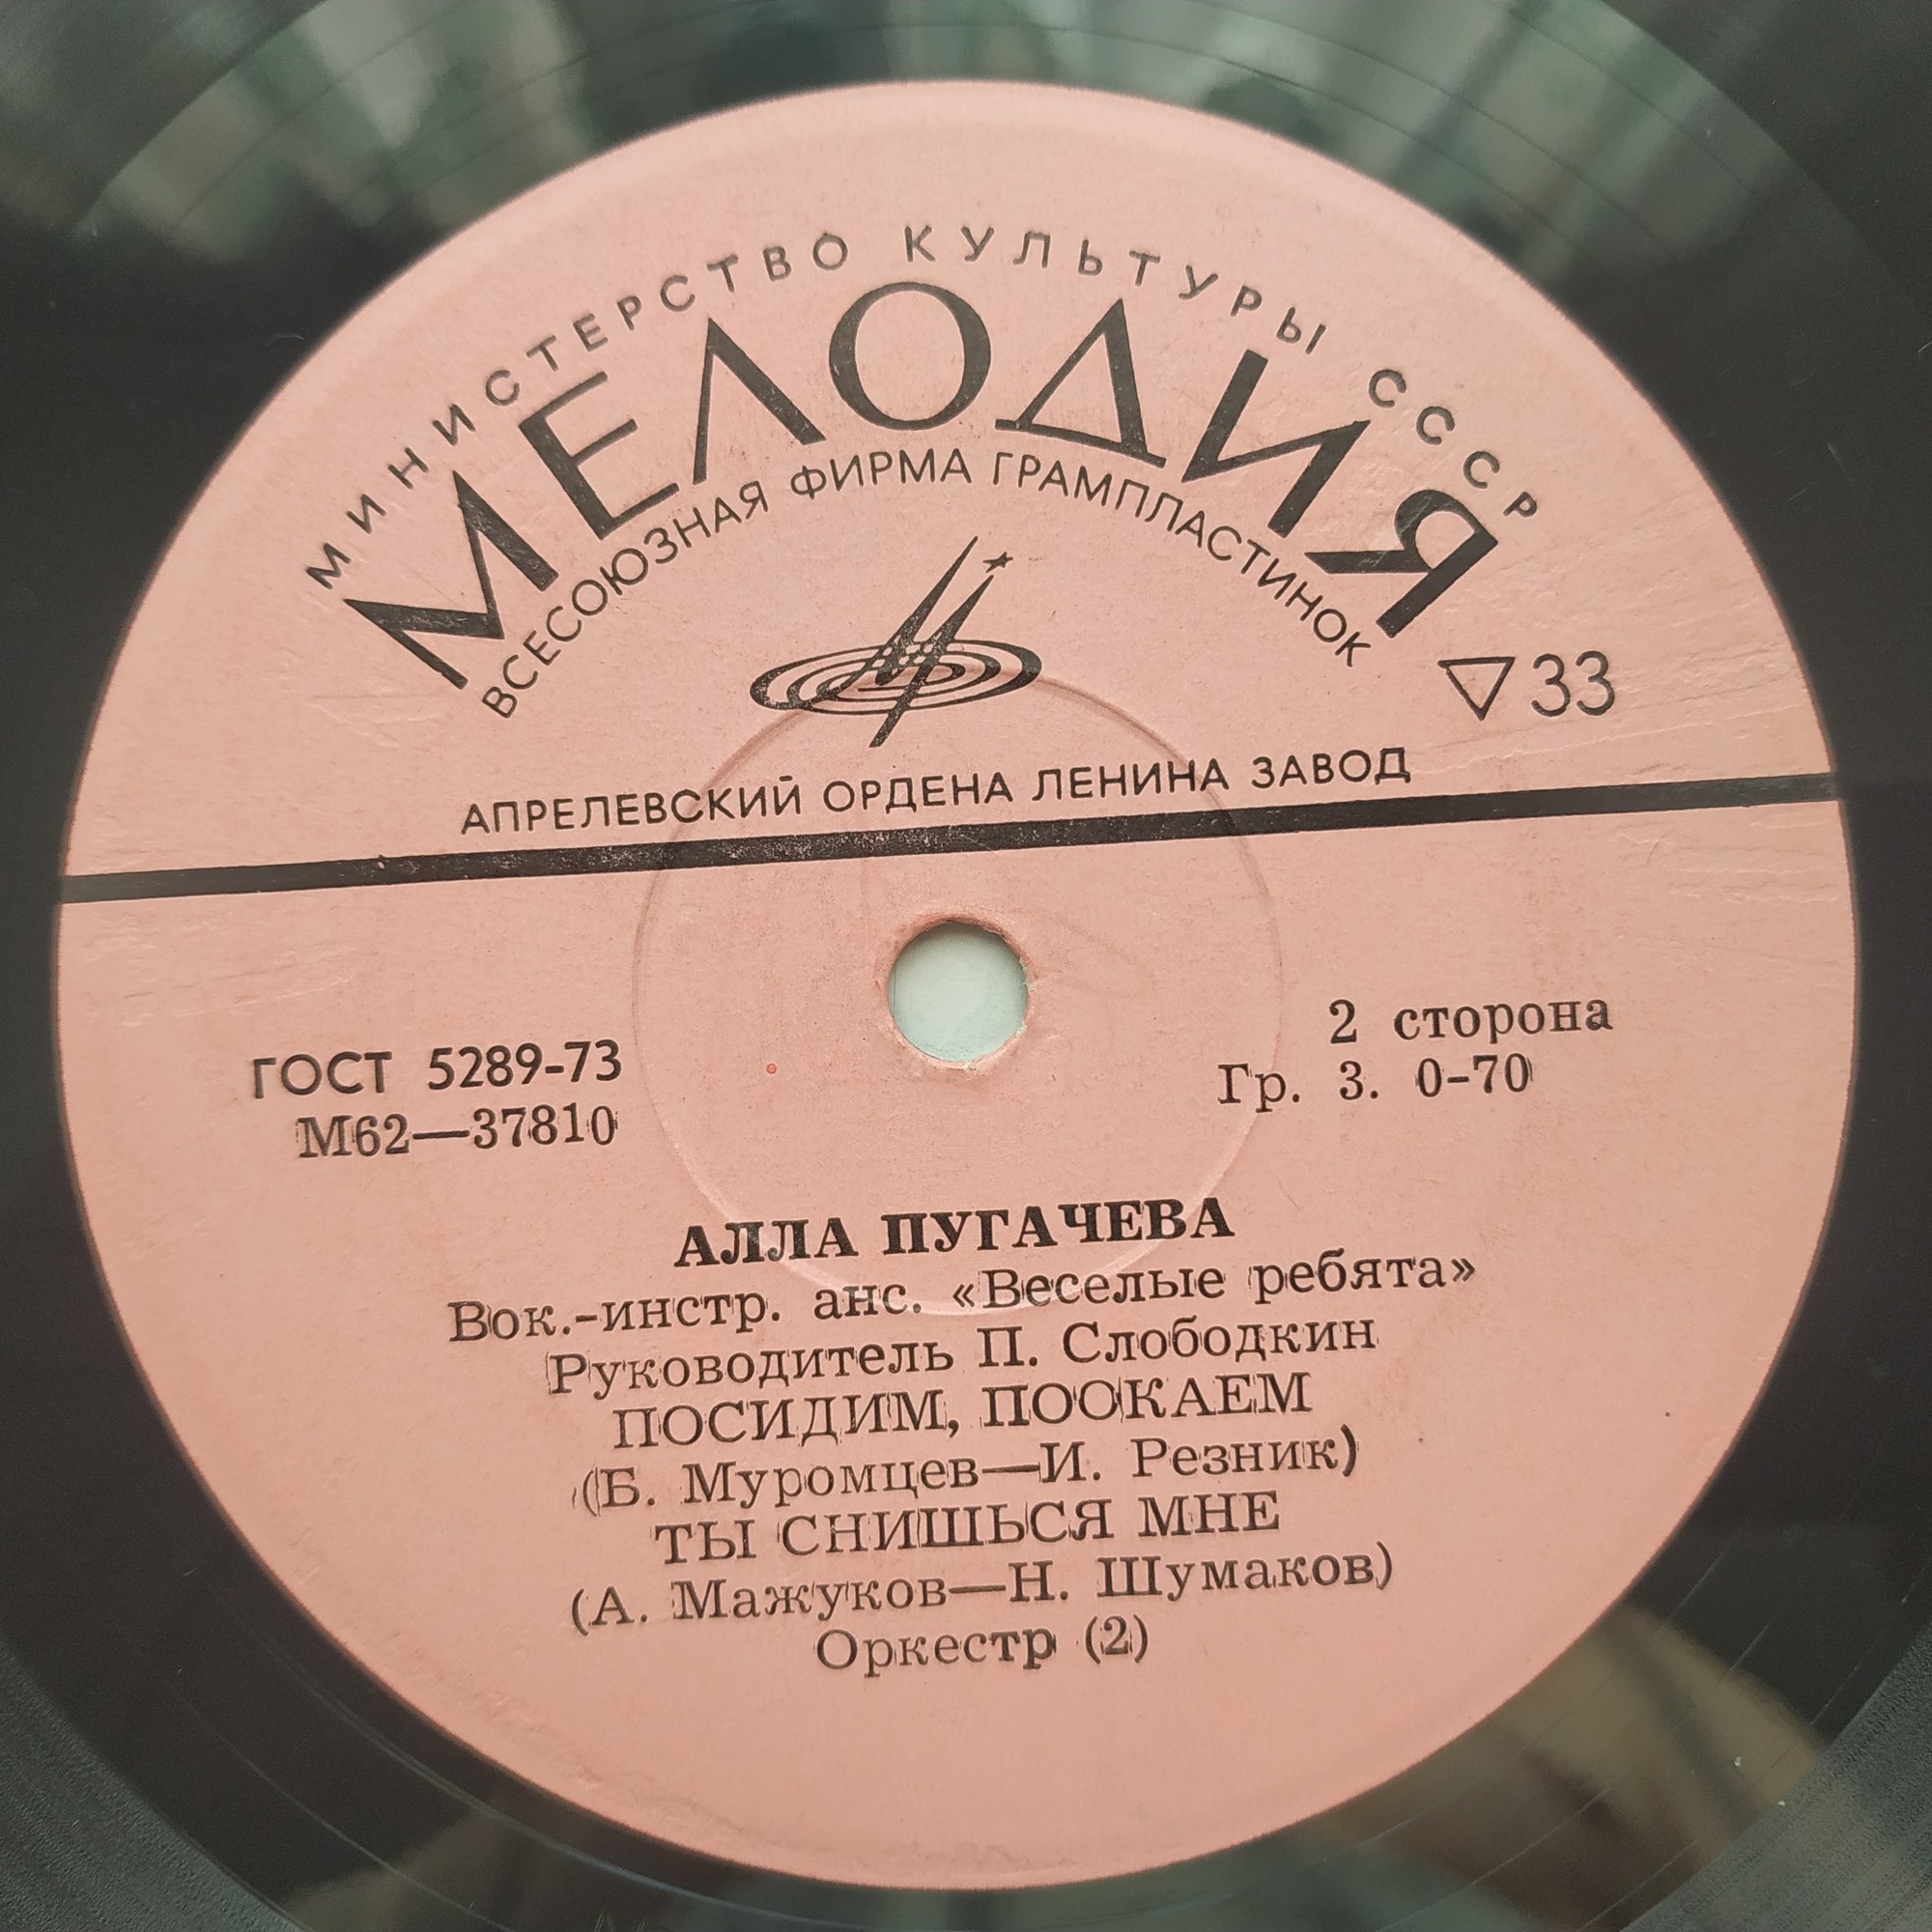 МИНИСТЕРСТВО КУЛЬТУРЫ СССР
МЕЛОДИЯ
ВСЕСОЮЗНАЯ ФИРМА ГРАМПЛАСТИНОК
▽33
АПРЕЛЕВСКИЙ ОРДЕНА ЛЕНИНА ЗАВОД
2 сторона
ГОСТ 5289-73
Гр. 3. 0-70
М62—37810
АЛЛА ПУГАЧЕВА
Вок.-инстр. анс. «Веселые ребята»
Руководитель П. Слободкин
ПОСИДИМ, ПООКАЕМ
(Б. Муромцев—И. Резник)
ТЫ СНИШЬСЯ МНЕ
(А. Мажуков—Н. Шумаков)
Оркестр (2)